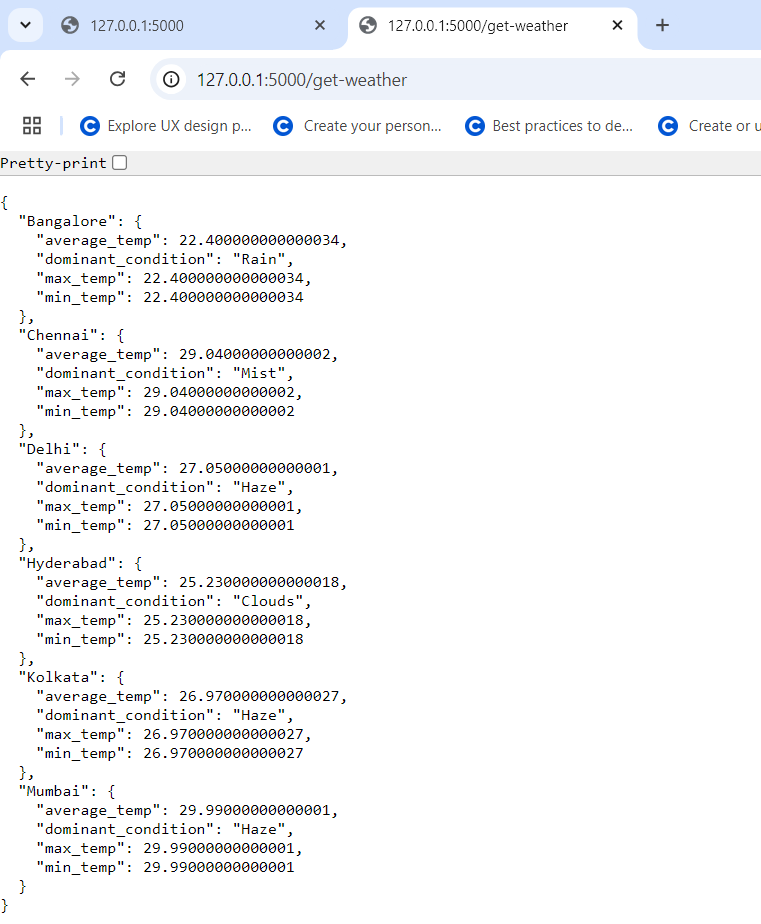 127.0.0.1:5000
127.0.0.1:5000/get-weather
127.0.0.1:5000/get-weather
Explore UX design p... Create your person... Best practices to de... Create or u
Pretty-print
{
  "Bangalore": {
    "average_temp": 22.400000000000034,
    "dominant_condition": "Rain",
    "max_temp": 22.400000000000034,
    "min_temp": 22.400000000000034
  },
  "Chennai": {
    "average_temp": 29.04000000000002,
    "dominant_condition": "Mist",
    "max_temp": 29.04000000000002,
    "min_temp": 29.04000000000002
  },
  "Delhi": {
    "average_temp": 27.05000000000001,
    "dominant_condition": "Haze",
    "max_temp": 27.05000000000001,
    "min_temp": 27.05000000000001
  },
  "Hyderabad": {
    "average_temp": 25.230000000000018,
    "dominant_condition": "Clouds",
    "max_temp": 25.230000000000018,
    "min_temp": 25.230000000000018
  },
  "Kolkata": {
    "average_temp": 26.970000000000027,
    "dominant_condition": "Haze",
    "max_temp": 26.970000000000027,
    "min_temp": 26.970000000000027
  },
  "Mumbai": {
    "average_temp": 29.99000000000001,
    "dominant_condition": "Haze",
    "max_temp": 29.99000000000001,
    "min_temp": 29.99000000000001
  }
}